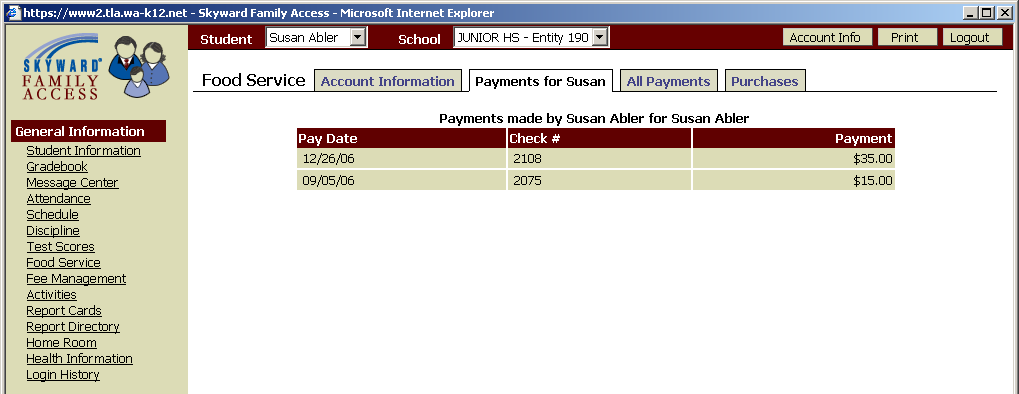 https://www2.tla.wa-k12.net - Skyward Family Access - Microsoft Internet Explorer
Student Susan Abler School JUNIOR HS - Entity 190 Account Info Print Logout
SKYWARD®
FAMILY
ACCESS
Food Service Account Information Payments for Susan All Payments Purchases
Payments made by Susan Abler for Susan Abler
Pay Date Check # Payment
12/26/06 2108 $35.00
09/05/06 2075 $15.00
General Information
Student Information
Gradebook
Message Center
Attendance
Schedule
Discipline
Test Scores
Food Service
Fee Management
Activities
Report Cards
Report Directory
Home Room
Health Information
Login History